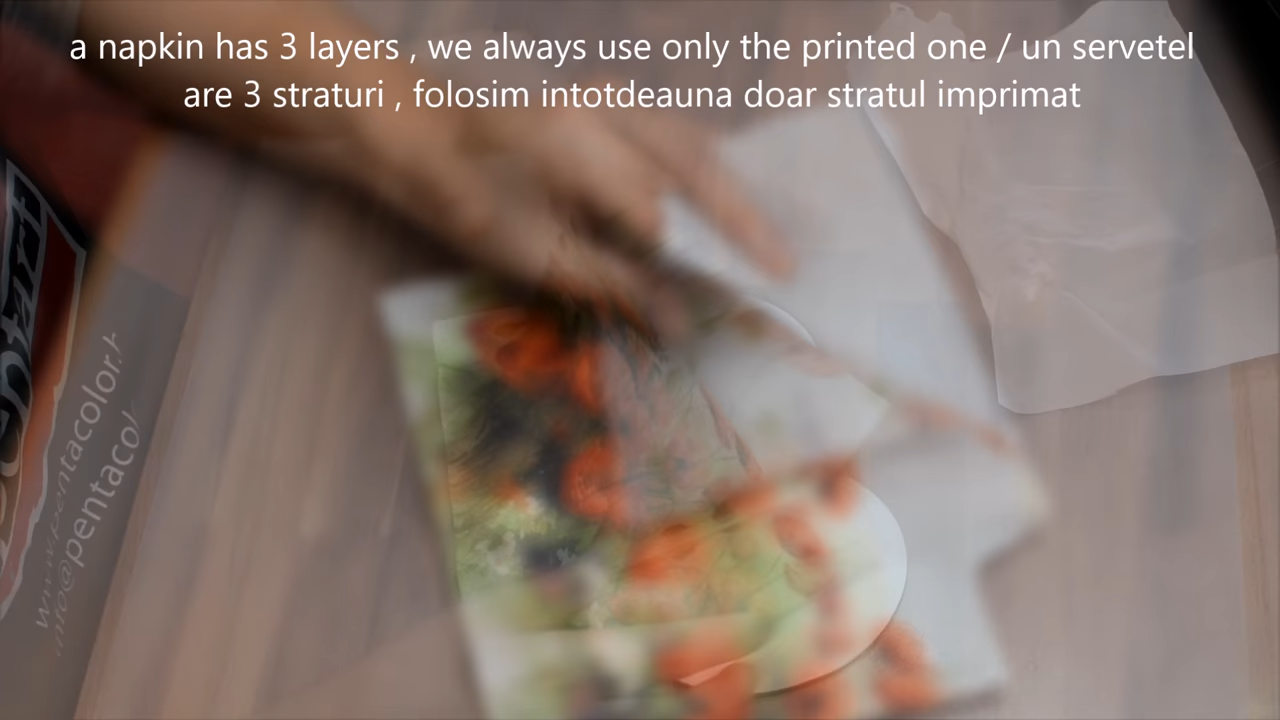 a napkin has 3 layers , we always use only the printed one / un servetel
are 3 straturi , folosim intotdeauna doar stratul imprimat
www.pentacolor.
info@pentacol